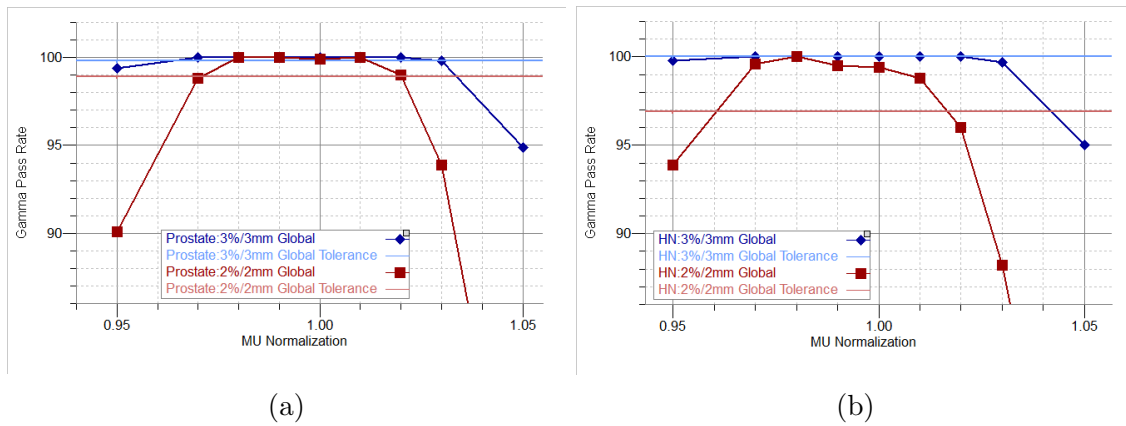 100
95
90
Gamma Pass Rate
Prostate:3%/3mm Global
Prostate:3%/3mm Global Tolerance
Prostate:2%/2mm Global
Prostate:2%/2mm Global Tolerance
0.95
1.00
1.05
MU Normalization
(a)
100
95
90
Gamma Pass Rate
HN:3%/3mm Global
HN:3%/3mm Global Tolerance
HN:2%/2mm Global
HN:2%/2mm Global Tolerance
0.95
1.00
1.05
MU Normalization
(b)